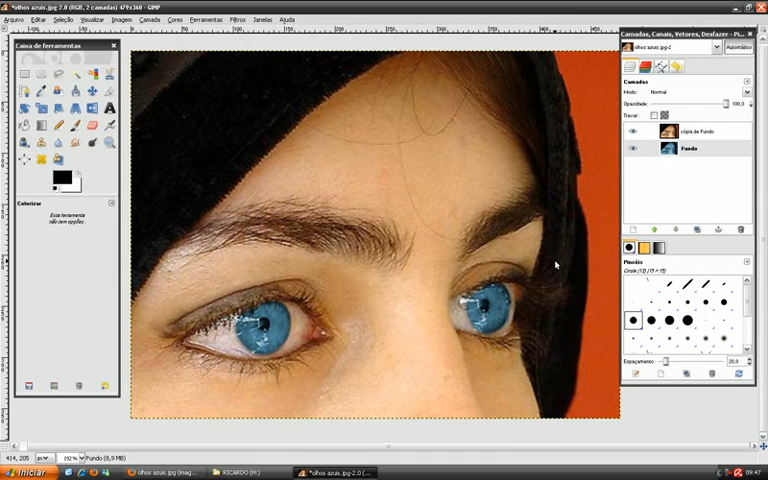 *olhos azuis.jpg-2.0 (RGB, 2 camadas) 479x360 – GIMP
Arquivo Editar Seleção Visualizar Imagem Camada Cores Ferramentas Filtros Janelas Ajuda
Caixa de ferramentas
Colorizar
Esta ferramenta
não tem opções.
Camadas, Canais, Vetores, Desfazer - Pi...
olhos azuis.jpg-2
Automático
Camadas
Modo: Normal
Opacidade: 100,0
Travar:
cópia de Fundo
Fundo
Pincéis
Circle (13) (15 × 15)
Espaçamento: 20,0
414, 205 px 192% Fundo (8,9 MB)
Iniciar
olhos azuis.jpg (imag...
RICARDO (H:)
*olhos azuis.jpg-2.0 (...
09:47